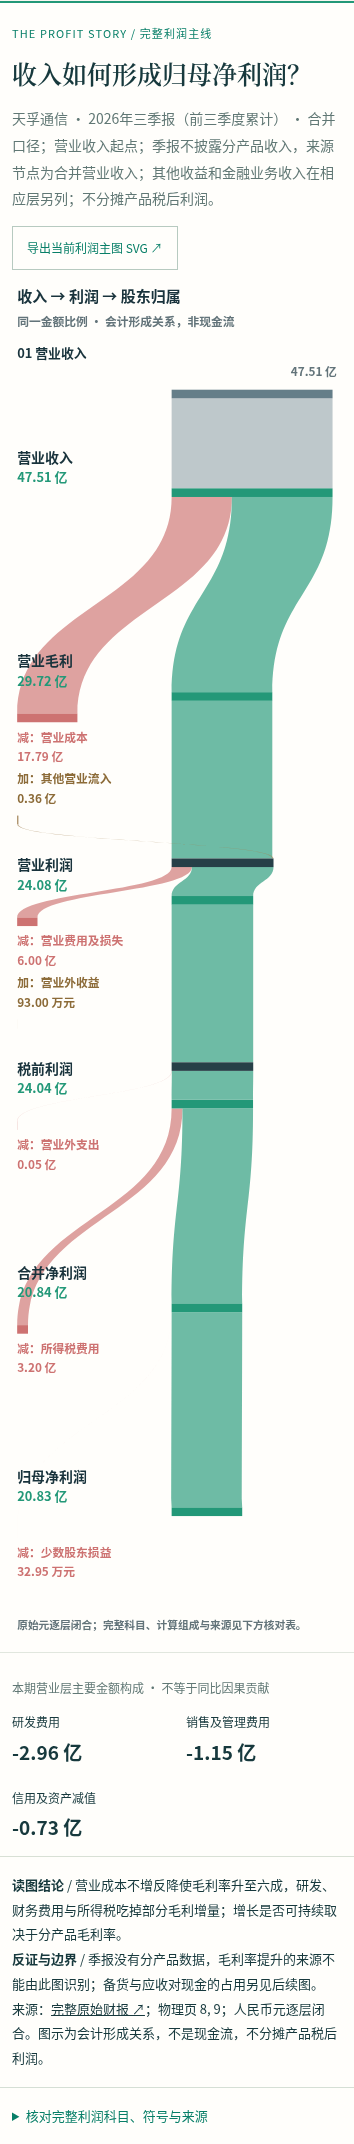 THE PROFIT STORY / 完整利润主线
收入如何形成归母净利润？
天孚通信 · 2026年三季报（前三季度累计） · 合并
口径；营业收入起点；季报不披露分产品收入，来源
节点为合并营业收入；其他收益和金融业务收入在相
应层另列；不分摊产品税后利润。
导出当前利润主图 SVG ↗
收入 → 利润 → 股东归属
同一金额比例 · 会计形成关系，非现金流
01 营业收入
47.51 亿
营业收入
47.51 亿
营业毛利
29.72 亿
减：营业成本
17.79 亿
加：其他营业流入
0.36 亿
营业利润
24.08 亿
减：营业费用及损失
6.00 亿
加：营业外收益
93.00 万元
税前利润
24.04 亿
减：营业外支出
0.05 亿
合并净利润
20.84 亿
减：所得税费用
3.20 亿
归母净利润
20.83 亿
减：少数股东损益
32.95 万元
原始元逐层闭合；完整科目、计算组成与来源见下方核对表。
本期营业层主要金额构成 · 不等于同比因果贡献
研发费用
-2.96 亿
销售及管理费用
-1.15 亿
信用及资产减值
-0.73 亿
读图结论 / 营业成本不增反降使毛利率升至六成，研发、
财务费用与所得税吃掉部分毛利增量；增长是否可持续取
决于分产品毛利率。
反证与边界 / 季报没有分产品数据，毛利率提升的来源不
能由此图识别；备货与应收对现金的占用另见后续图。
来源：完整原始财报 ↗；物理页 8, 9；人民币元逐层闭
合。图示为会计形成关系，不是现金流，不分摊产品税后
利润。
▶ 核对完整利润科目、符号与来源